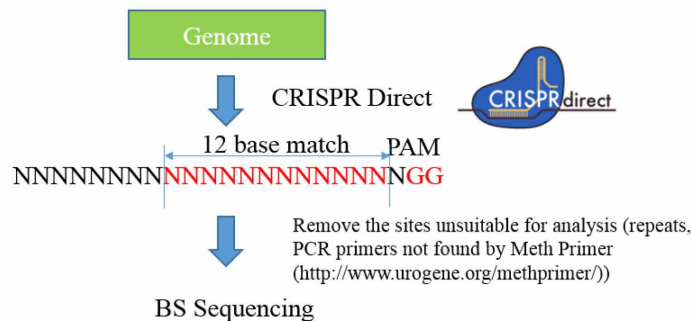 Genome
CRISPR Direct
CRISPRdirect
12 base match PAM
NNNNNNNNNNNNNNNNNNNNNGG
Remove the sites unsuitable for analysis (repeats,
PCR primers not found by Meth Primer
(http://www.urogene.org/methprimer/))
BS Sequencing